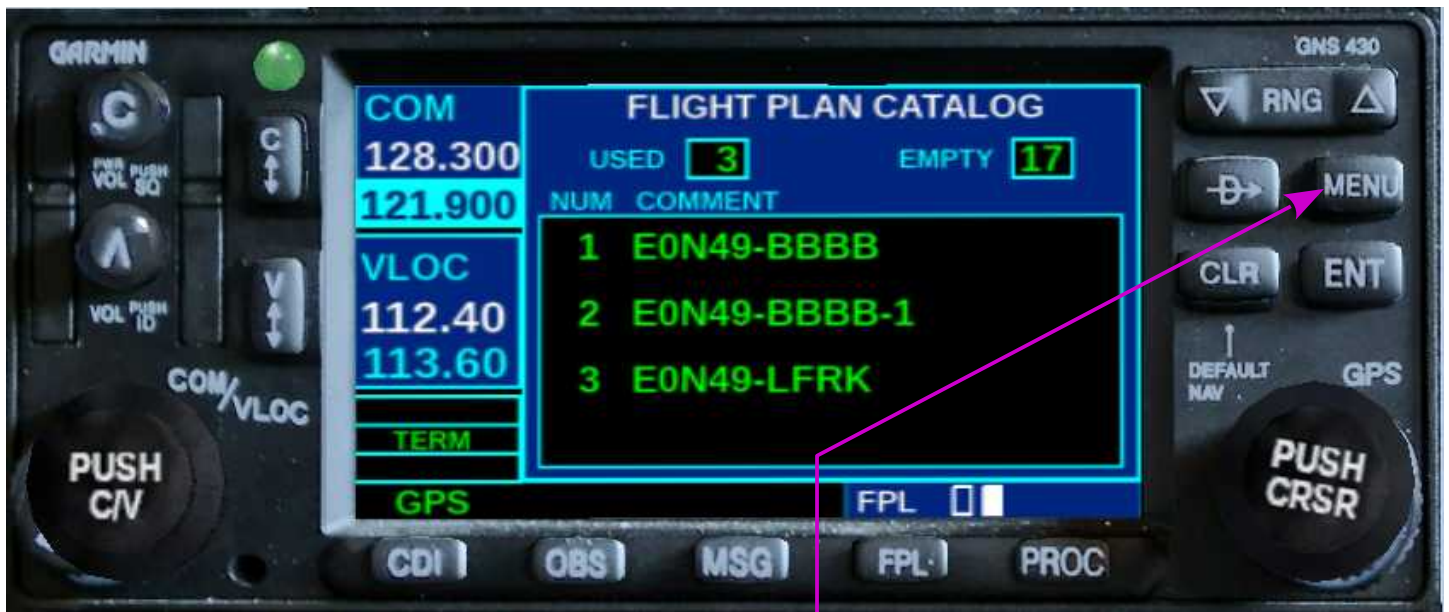 GARMIN
GNS 430
C
PWR PUSH
VOL SQ
C
V
VOL PUSH
ID
COM/VLOC
PUSH
C/V
COM
128.300
121.900
VLOC
112.40
113.60
TERM
GPS
FLIGHT PLAN CATALOG
USED 3 EMPTY 17
NUM COMMENT
1 E0N49-BBBB
2 E0N49-BBBB-1
3 E0N49-LFRK
FPL
RNG
D
MENU
CLR
ENT
DEFAULT
NAV
GPS
PUSH
CRSR
CDI OBS MSG FPL PROC